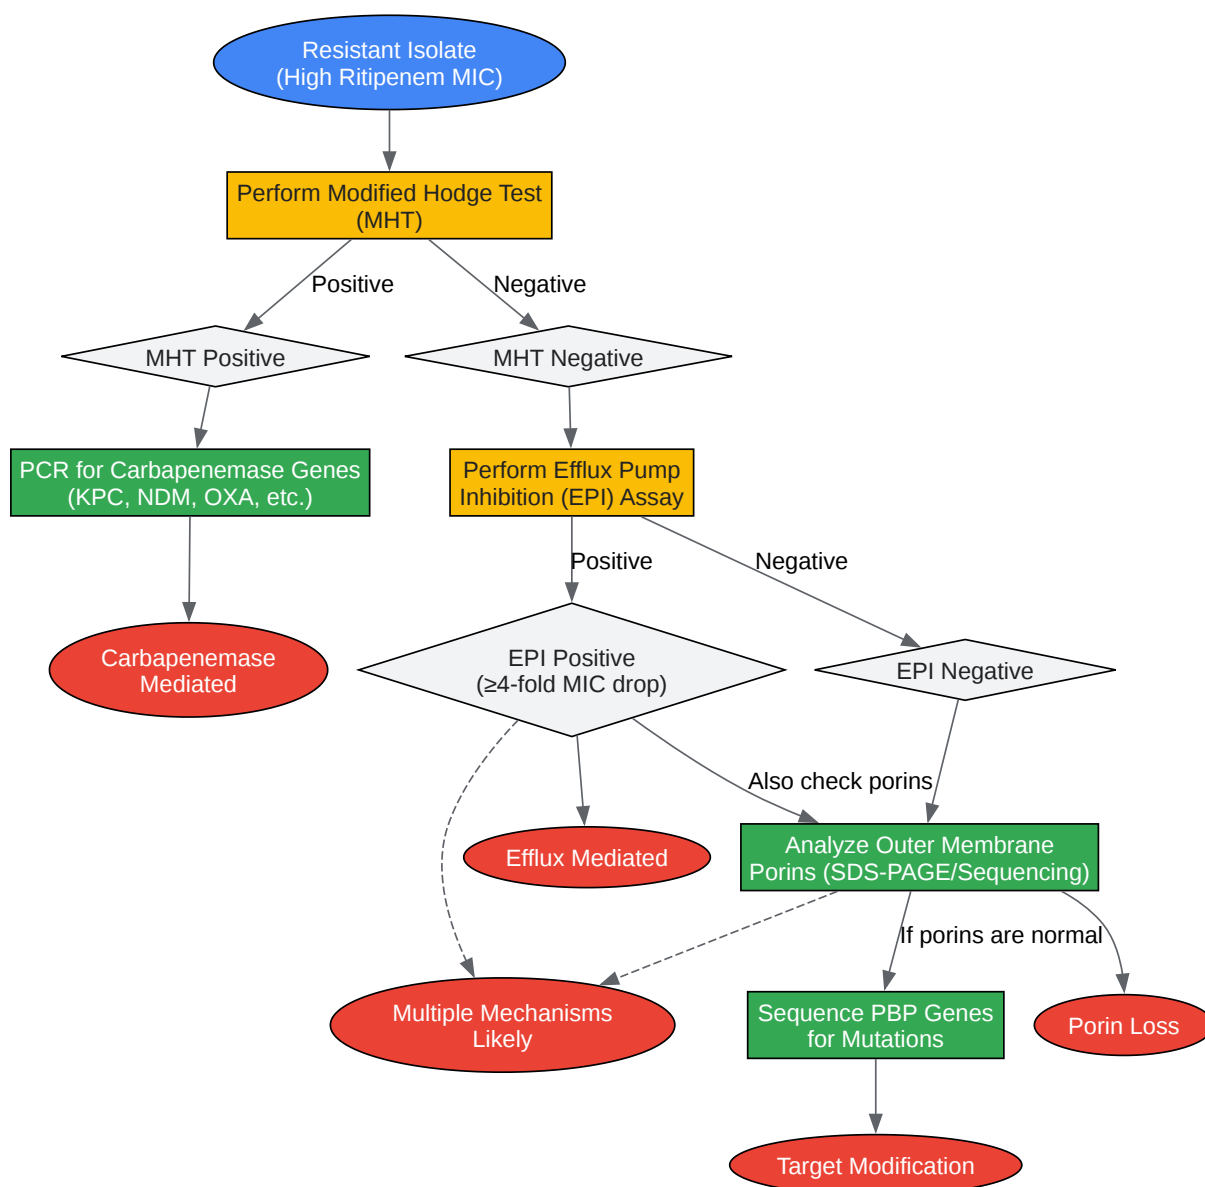 Resistant Isolate
(High Ritipenem MIC)
Perform Modified Hodge Test
(MHT)
Positive
Negative
MHT Positive
MHT Negative
PCR for Carbapenemase Genes
(KPC, NDM, OXA, etc.)
Perform Efflux Pump
Inhibition (EPI) Assay
Positive
Negative
Carbapenemase
Mediated
EPI Positive
(≥4-fold MIC drop)
EPI Negative
Also check porins
Efflux Mediated
Analyze Outer Membrane
Porins (SDS-PAGE/Sequencing)
If porins are normal
Multiple Mechanisms
Likely
Sequence PBP Genes
for Mutations
Porin Loss
Target Modification